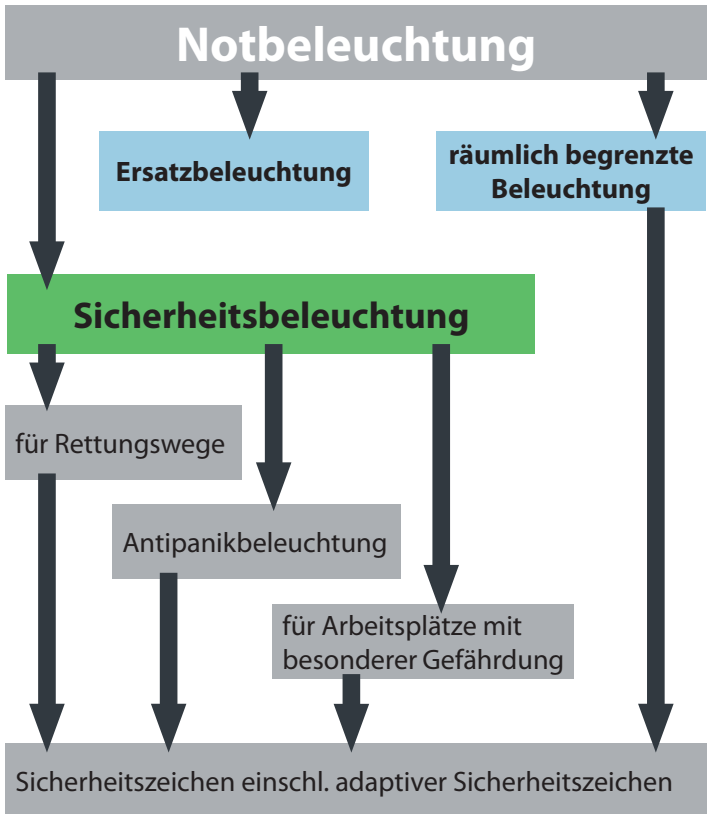 Notbeleuchtung
Ersatzbeleuchtung
räumlich begrenzte
Beleuchtung
Sicherheitsbeleuchtung
für Rettungswege
Antipanikbeleuchtung
für Arbeitsplätze mit
besonderer Gefährdung
Sicherheitszeichen einschl. adaptiver Sicherheitszeichen